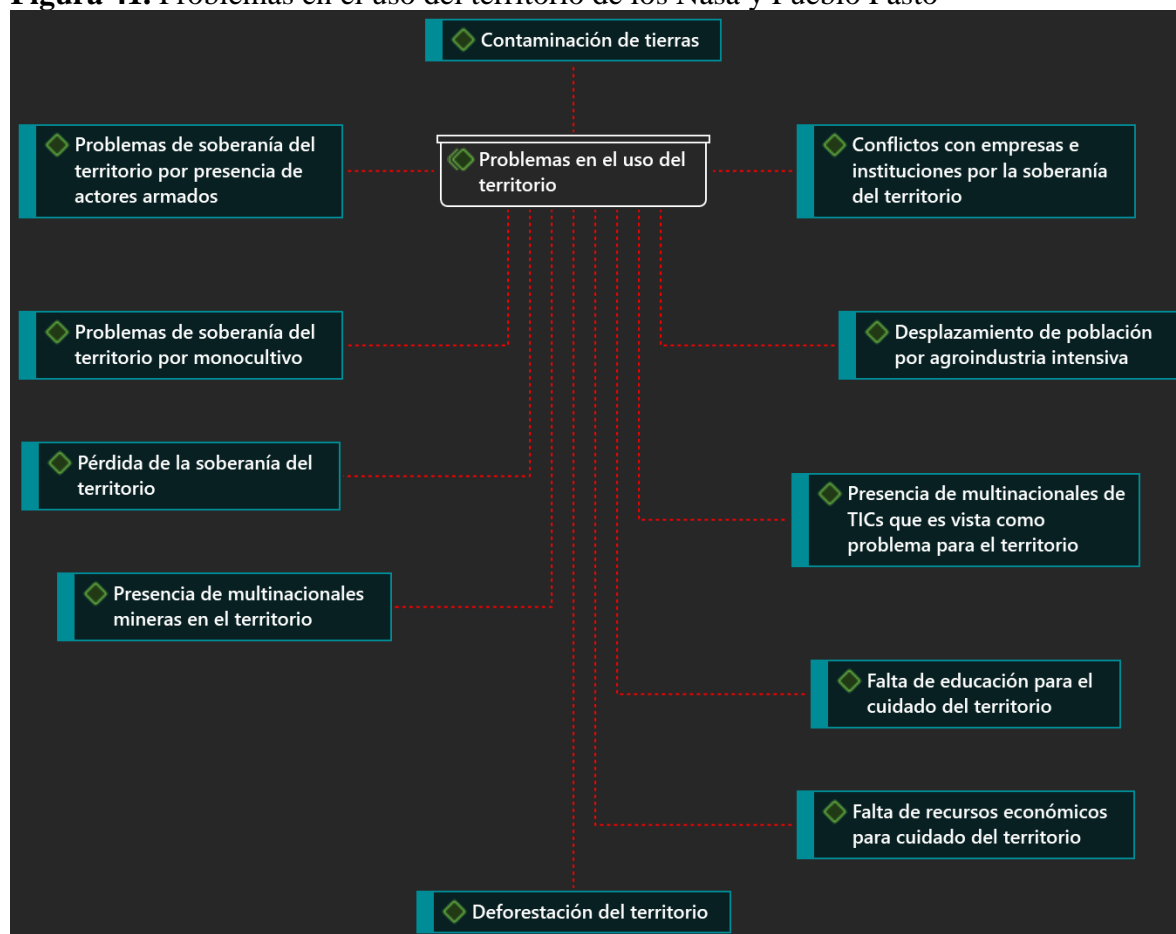 Figura 41. Problemas en el uso del territorio de los Nasa y Pueblo Pasto
Contaminación de tierras
Problemas de soberanía del
territorio por presencia de
actores armados
Problemas en el uso del
territorio
Conflictos con empresas e
instituciones por la soberanía
del territorio
Problemas de soberanía del
territorio por monocultivo
Desplazamiento de población
por agroindustria intensiva
Pérdida de la soberanía del
territorio
Presencia de multinacionales de
TICs que es vista como
problema para el territorio
Presencia de multinacionales
mineras en el territorio
Falta de educación para el
cuidado del territorio
Falta de recursos económicos
para cuidado del territorio
Deforestación del territorio